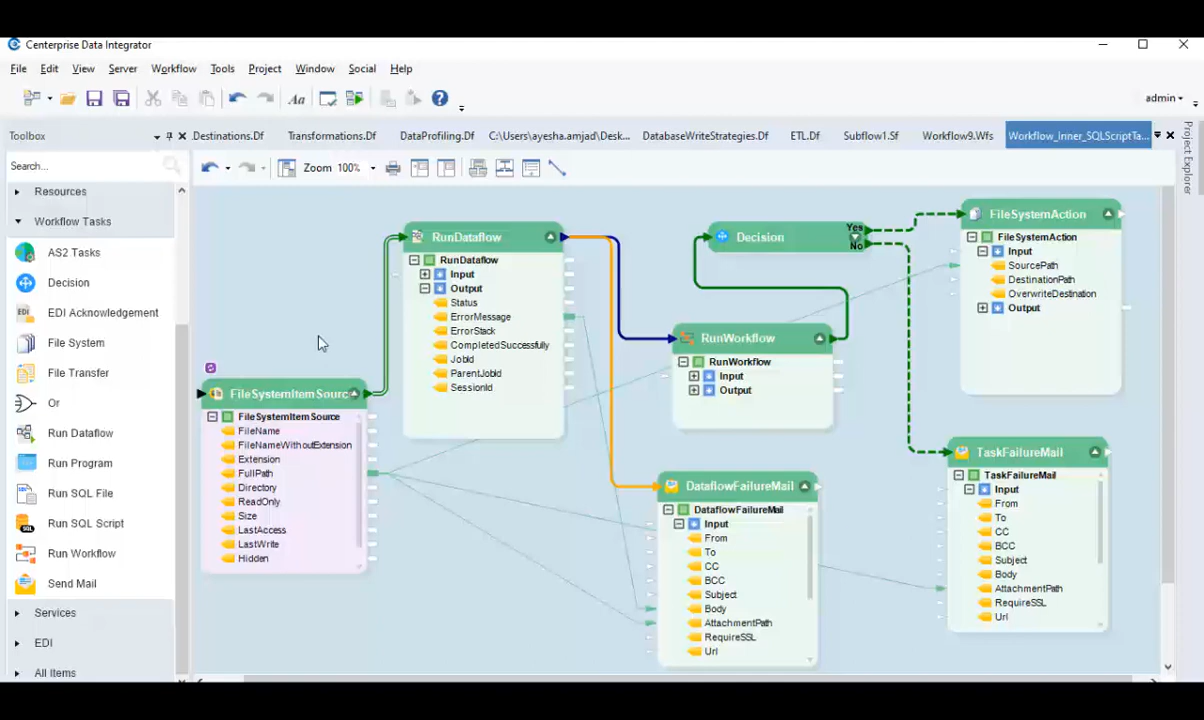 Centerprise Data Integrator
File Edit View Server Workflow Tools Project Window Social Help
Aa
admin
Toolbox
.Destinations.Df Transformations.Df DataProfiling.Df C:\Users\ayesha.amjad\Desk... DatabaseWriteStrategies.Df ETL.Df Subflow1.Sf Workflow9.Wfs Workflow_Inner_SQLScriptTa...
Project Explorer
Search...
Zoom 100%
Resources
Workflow Tasks
AS2 Tasks
Decision
EDI EDI Acknowledgement
File System
File Transfer
Or
Run Dataflow
Run Program
Run SQL File
SQL Run SQL Script
Run Workflow
Send Mail
Services
EDI
All Items
FileSystemItemSourc
FileSystemItemSource
FileName
FileNameWithoutExtension
Extension
FullPath
Directory
ReadOnly
Size
LastAccess
LastWrite
Hidden
RunDataflow
RunDataflow
Input
Output
Status
ErrorMessage
ErrorStack
CompletedSuccessfully
JobId
ParentJobId
SessionId
Decision
Yes
No
RunWorkflow
RunWorkflow
Input
Output
DataflowFailureMail
DataflowFailureMail
Input
From
To
CC
BCC
Subject
Body
AttachmentPath
RequireSSL
Url
FileSystemAction
FileSystemAction
Input
SourcePath
DestinationPath
OverwriteDestination
Output
TaskFailureMail
TaskFailureMail
Input
From
To
CC
BCC
Subject
Body
AttachmentPath
RequireSSL
Url